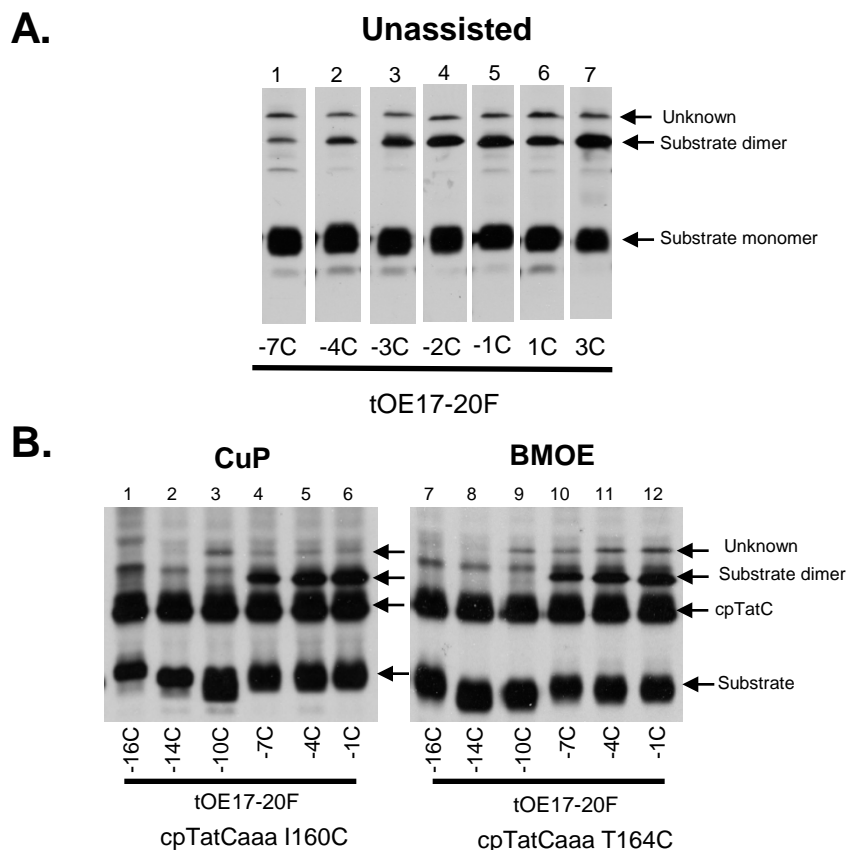 A.
Unassisted
1 2 3 4 5 6 7
Unknown
Substrate dimer
Substrate monomer
-7C -4C -3C -2C -1C 1C 3C
tOE17-20F
B.
CuP BMOE
1 2 3 4 5 6 7 8 9 10 11 12
Unknown
Substrate dimer
cpTatC
Substrate
-16C -14C -10C -7C -4C -1C -16C -14C -10C -7C -4C -1C
tOE17-20F tOE17-20F
cpTatCaaa I160C cpTatCaaa T164C